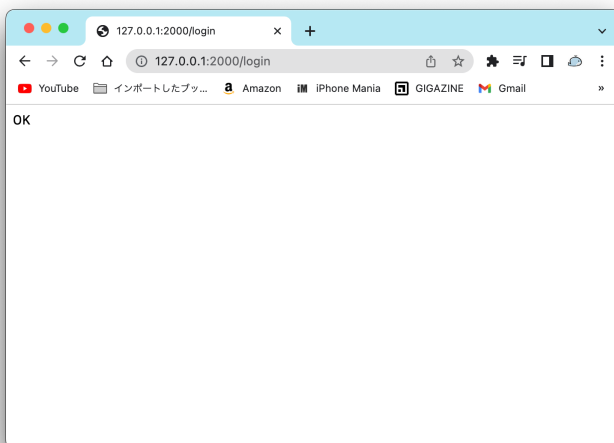 127.0.0.1:2000/login
127.0.0.1:2000/login
YouTube インポートしたブッ... Amazon iM iPhone Mania GIGAZINE Gmail »
OK